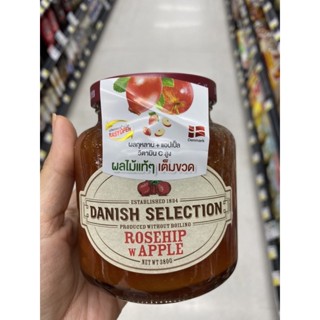 ผลกุหลาบ + แอปเปิ้ล
วิตามิน C สูง
Denmark
ผลไม้แท้ๆ เต็มขวด
ESTABLISHED 1834
DANISH SELECTION
PRODUCED WITHOUT BOILING
ROSEHIP
W APPLE
NET WT 380G